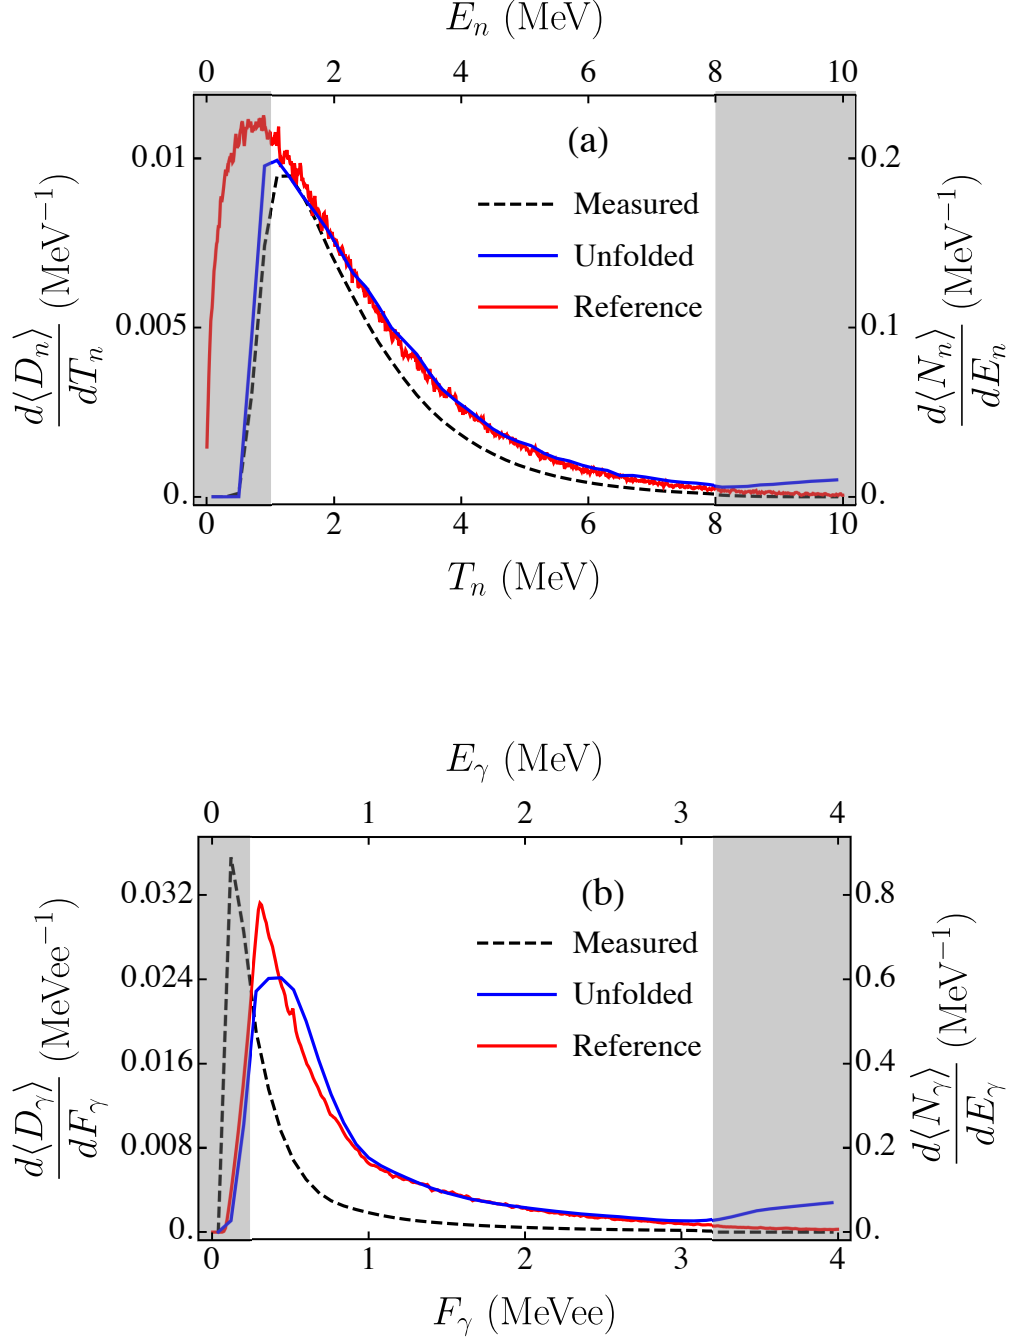 E_n (MeV)
0 2 4 6 8 10
(a)
0.01 0.2
Measured
Unfolded
Reference
0.005 0.1
0. 0.
d⟨D_n⟩/dT_n (MeV⁻¹)
d⟨N_n⟩/dE_n (MeV⁻¹)
0 2 4 6 8 10
T_n (MeV)
E_γ (MeV)
0 1 2 3 4
(b)
0.032 0.8
Measured
0.024 0.6
Unfolded
Reference
0.016 0.4
0.008 0.2
0. 0.
d⟨D_γ⟩/dF_γ (MeVee⁻¹)
d⟨N_γ⟩/dE_γ (MeV⁻¹)
0 1 2 3 4
F_γ (MeVee)